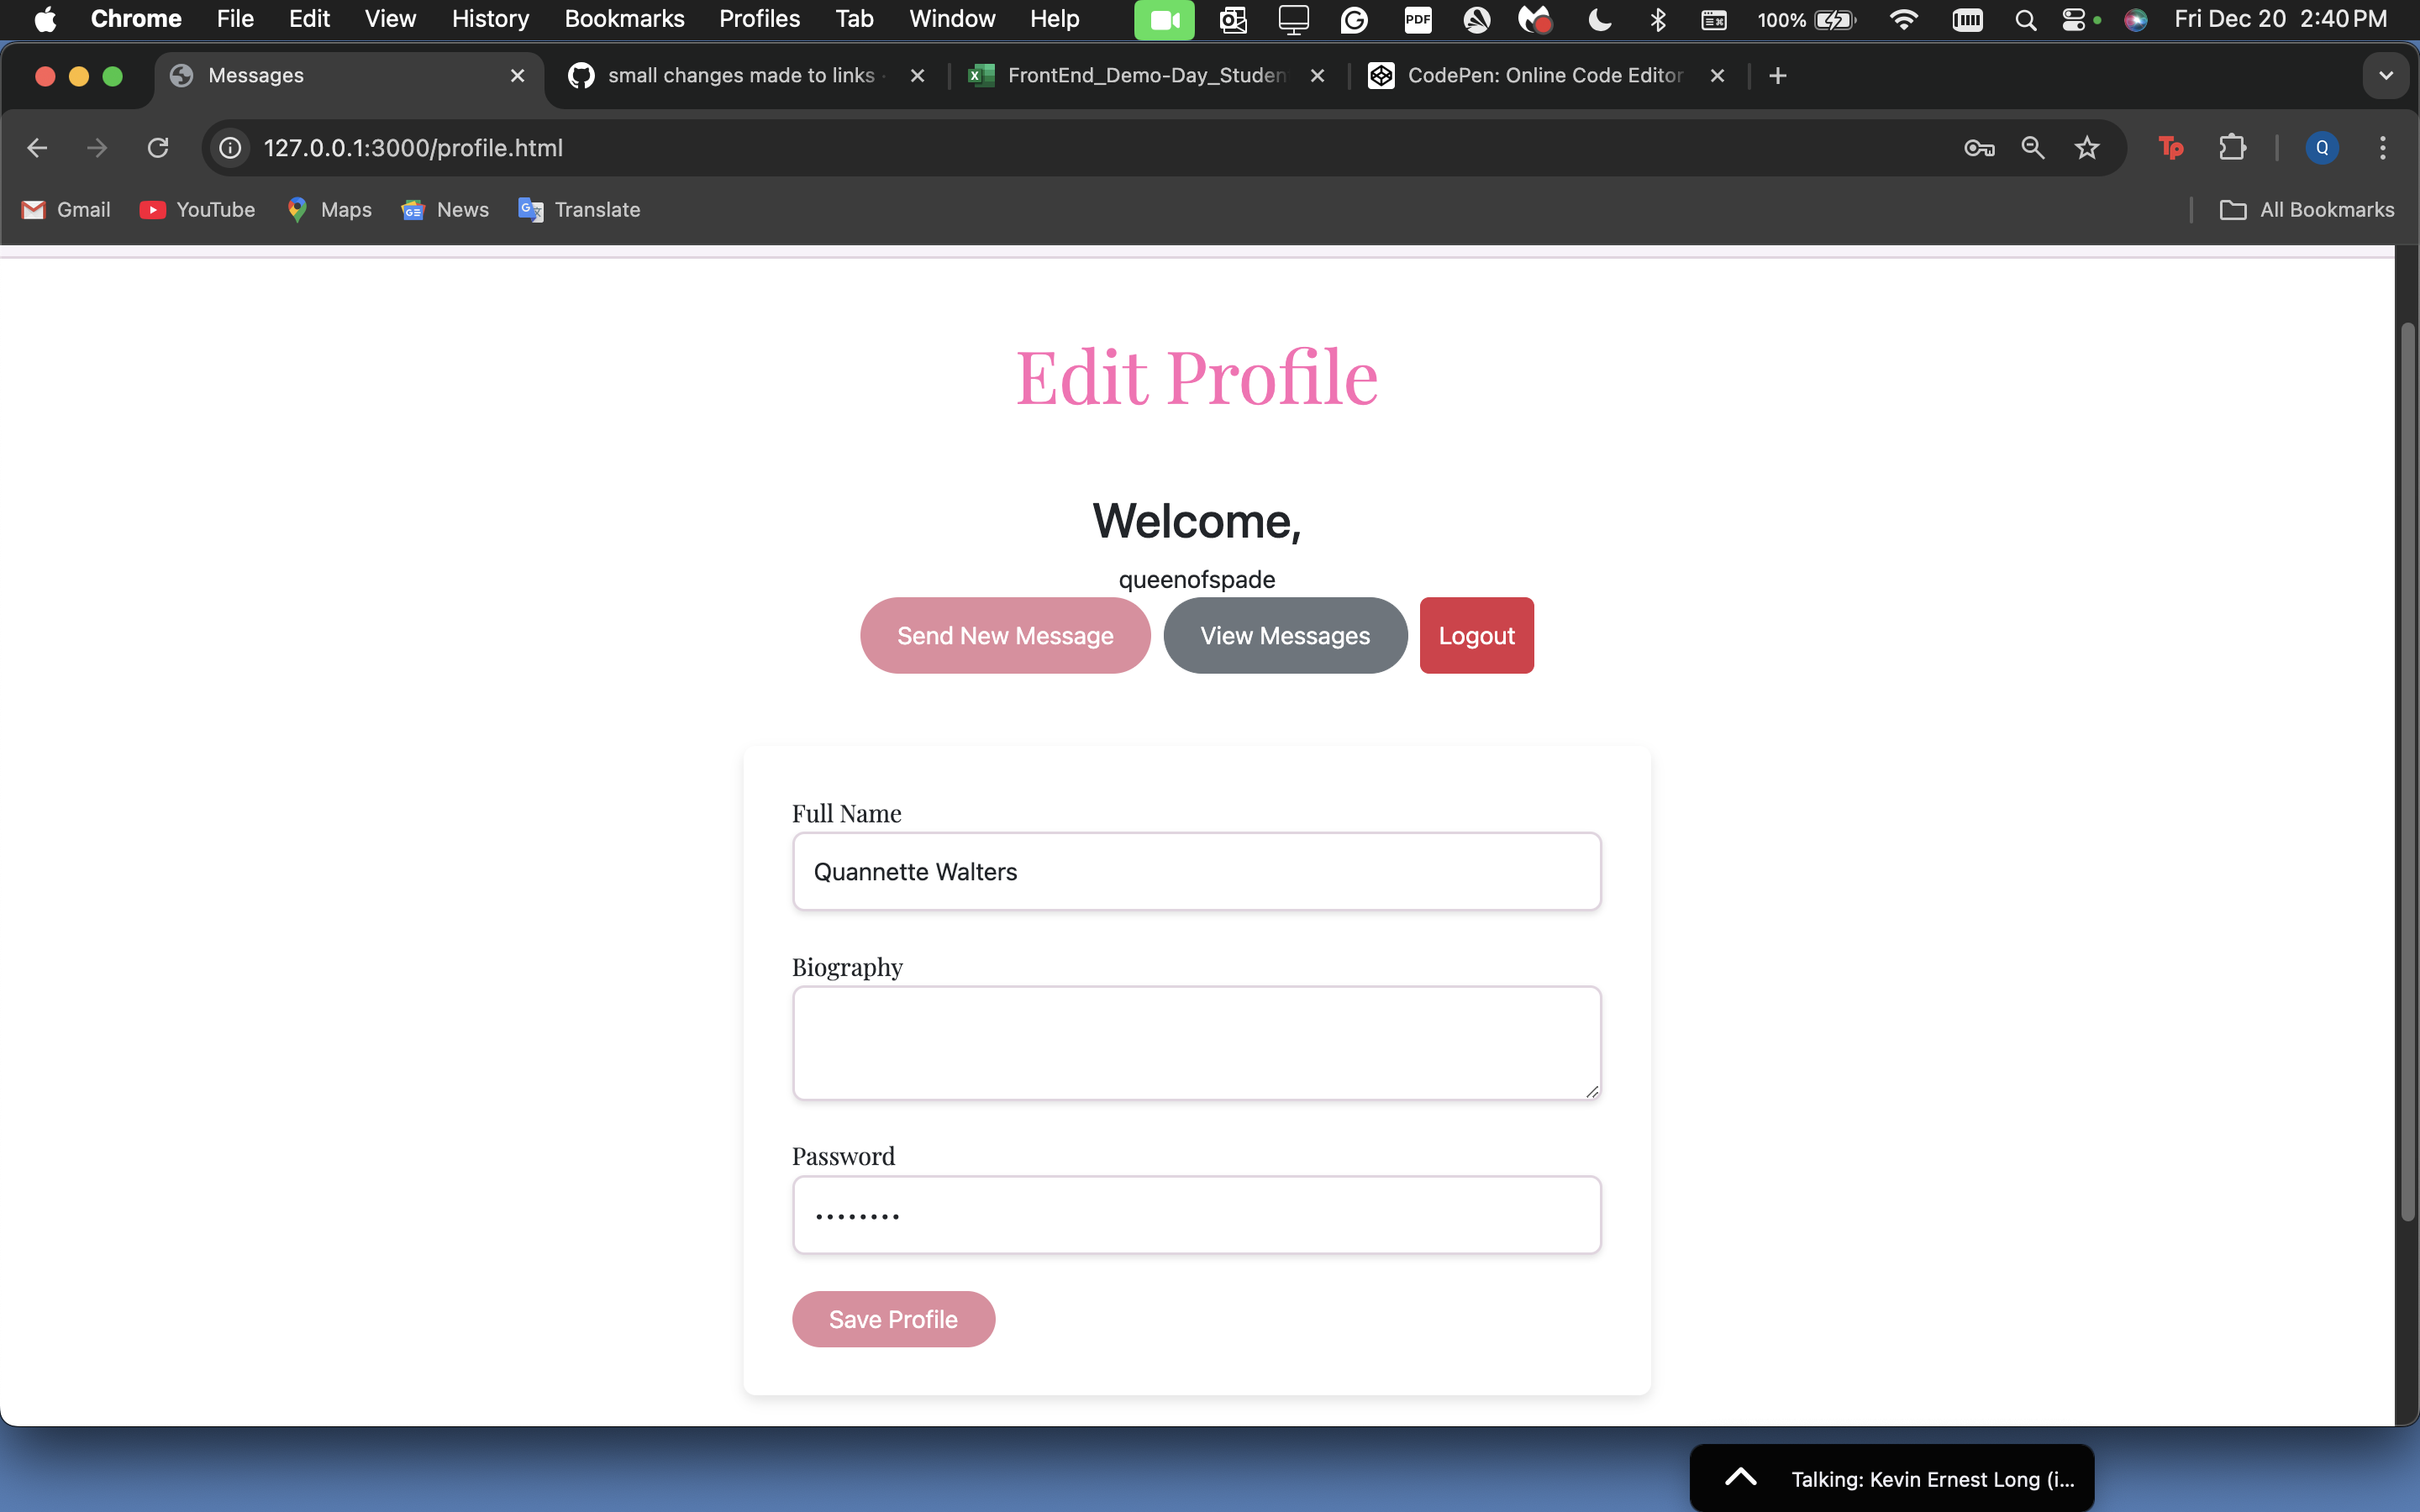 Chrome File Edit View History Bookmarks Profiles Tab Window Help PDF 100% Fri Dec 20 2:40 PM
Messages small changes made to links · FrontEnd_Demo-Day_Studen CodePen: Online Code Editor
127.0.0.1:3000/profile.html Tp Q
Gmail YouTube Maps News Translate All Bookmarks
Edit Profile
Welcome,
queenofspade
Send New Message View Messages Logout
Full Name
Quannette Walters
Biography
Password
••••••••
Save Profile
Talking: Kevin Ernest Long (i...